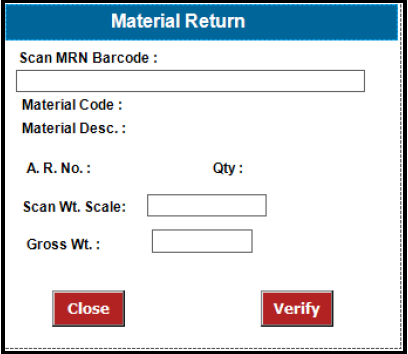 Material Return
Scan MRN Barcode :
Material Code :
Material Desc. :
A. R. No. : Qty :
Scan Wt. Scale:
Gross Wt. :
Close Verify